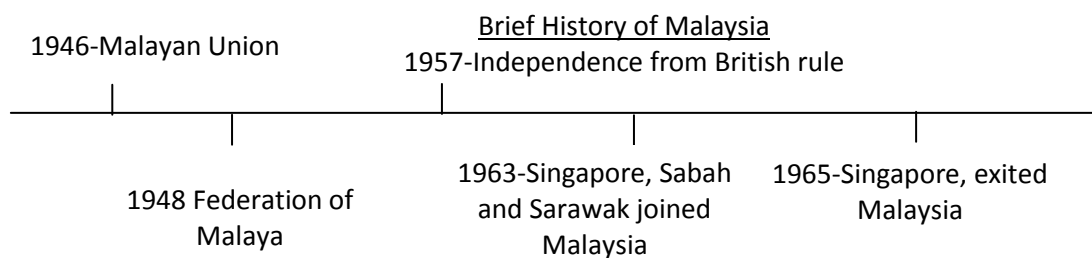 Brief History of Malaysia
1946-Malayan Union
1957-Independence from British rule
1948 Federation of
Malaya
1963-Singapore, Sabah
and Sarawak joined
Malaysia
1965-Singapore, exited
Malaysia